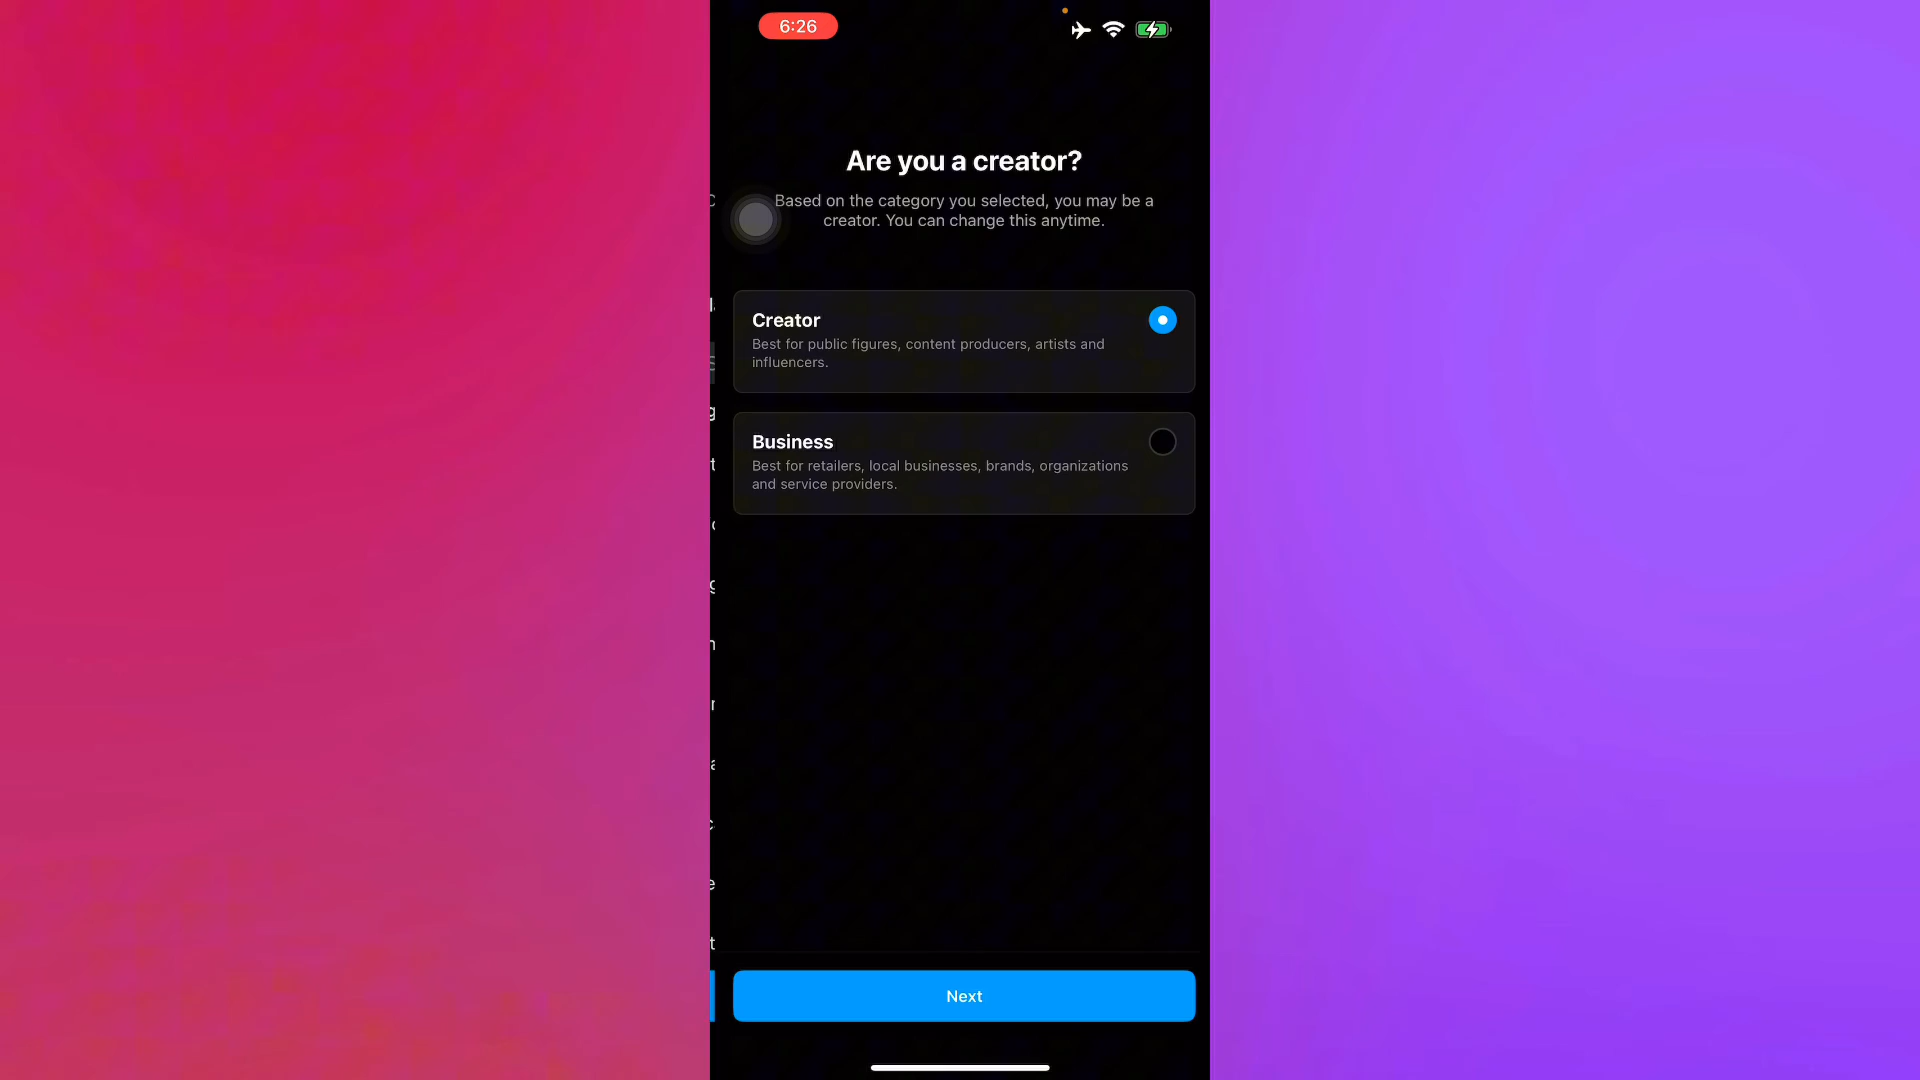 6:26
Are you a creator?
Based on the category you selected, you may be a
creator. You can change this anytime.
Creator
Best for public figures, content producers, artists and
influencers.
Business
Best for retailers, local businesses, brands, organizations
and service providers.
Next